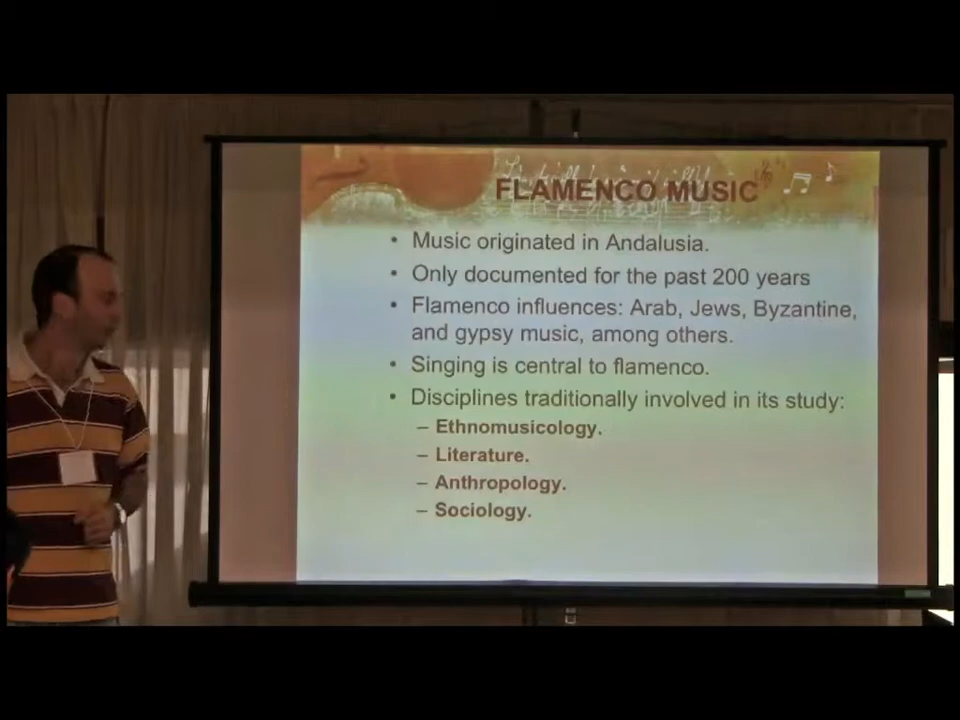 FLAMENCO MUSIC
• Music originated in Andalusia.
• Only documented for the past 200 years
• Flamenco influences: Arab, Jews, Byzantine,
and gypsy music, among others.
• Singing is central to flamenco.
• Disciplines traditionally involved in its study:
– Ethnomusicology.
– Literature.
– Anthropology.
– Sociology.